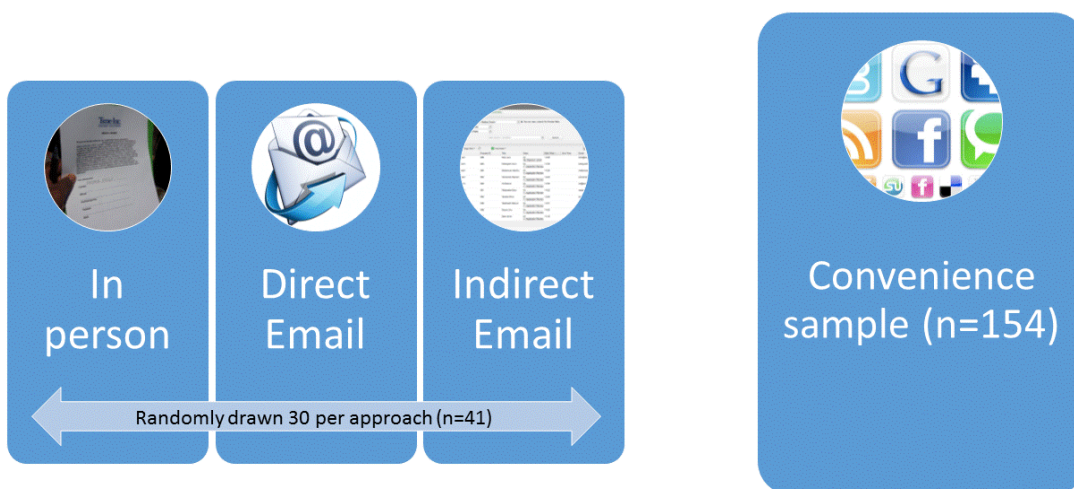 In
person
Direct
Email
Indirect
Email
Randomly drawn 30 per approach (n=41)
Convenience
sample (n=154)